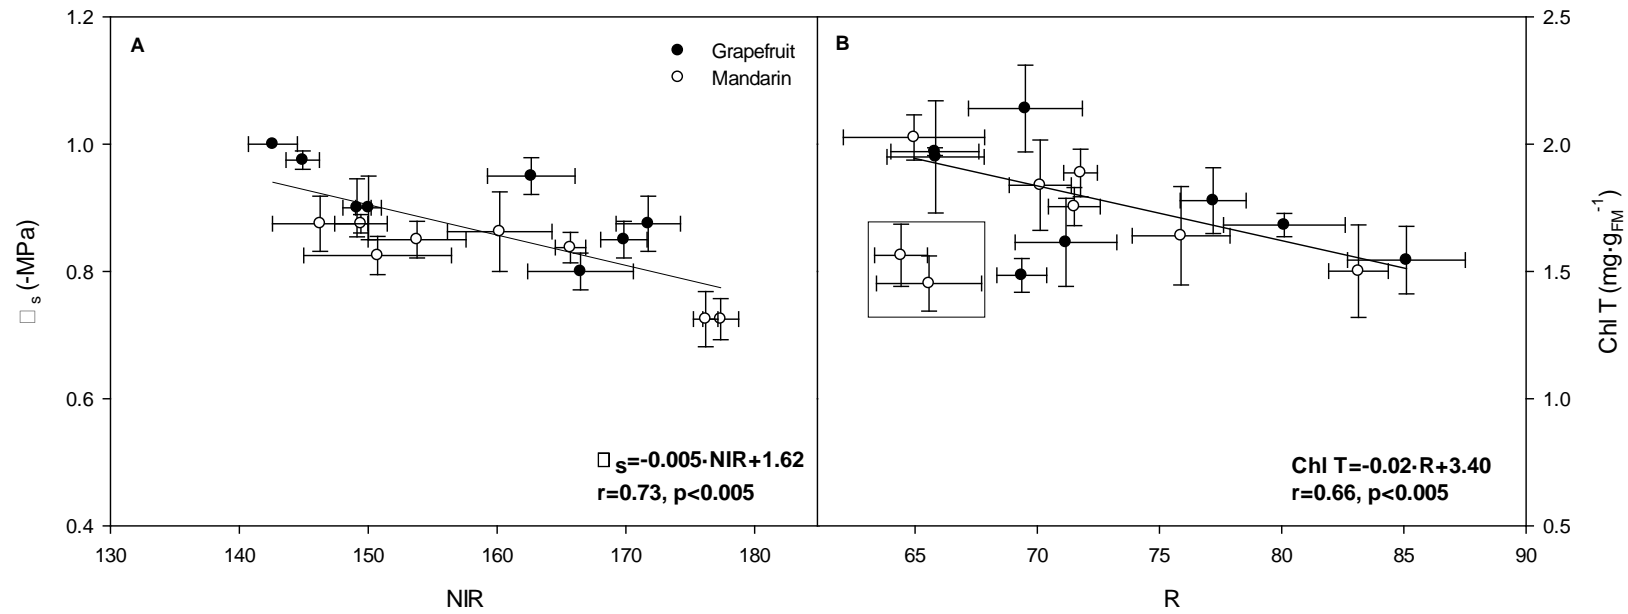 A
Grapefruit
Mandarin
B
1.2
1.0
0.8
0.6
0.4
2.5
2.0
1.5
1.0
0.5
□s (-MPa)
Chl T (mg·gFM-1)
□s=-0.005·NIR+1.62
r=0.73, p<0.005
Chl T=-0.02·R+3.40
r=0.66, p<0.005
130 140 150 160 170 180
65 70 75 80 85 90
NIR
R